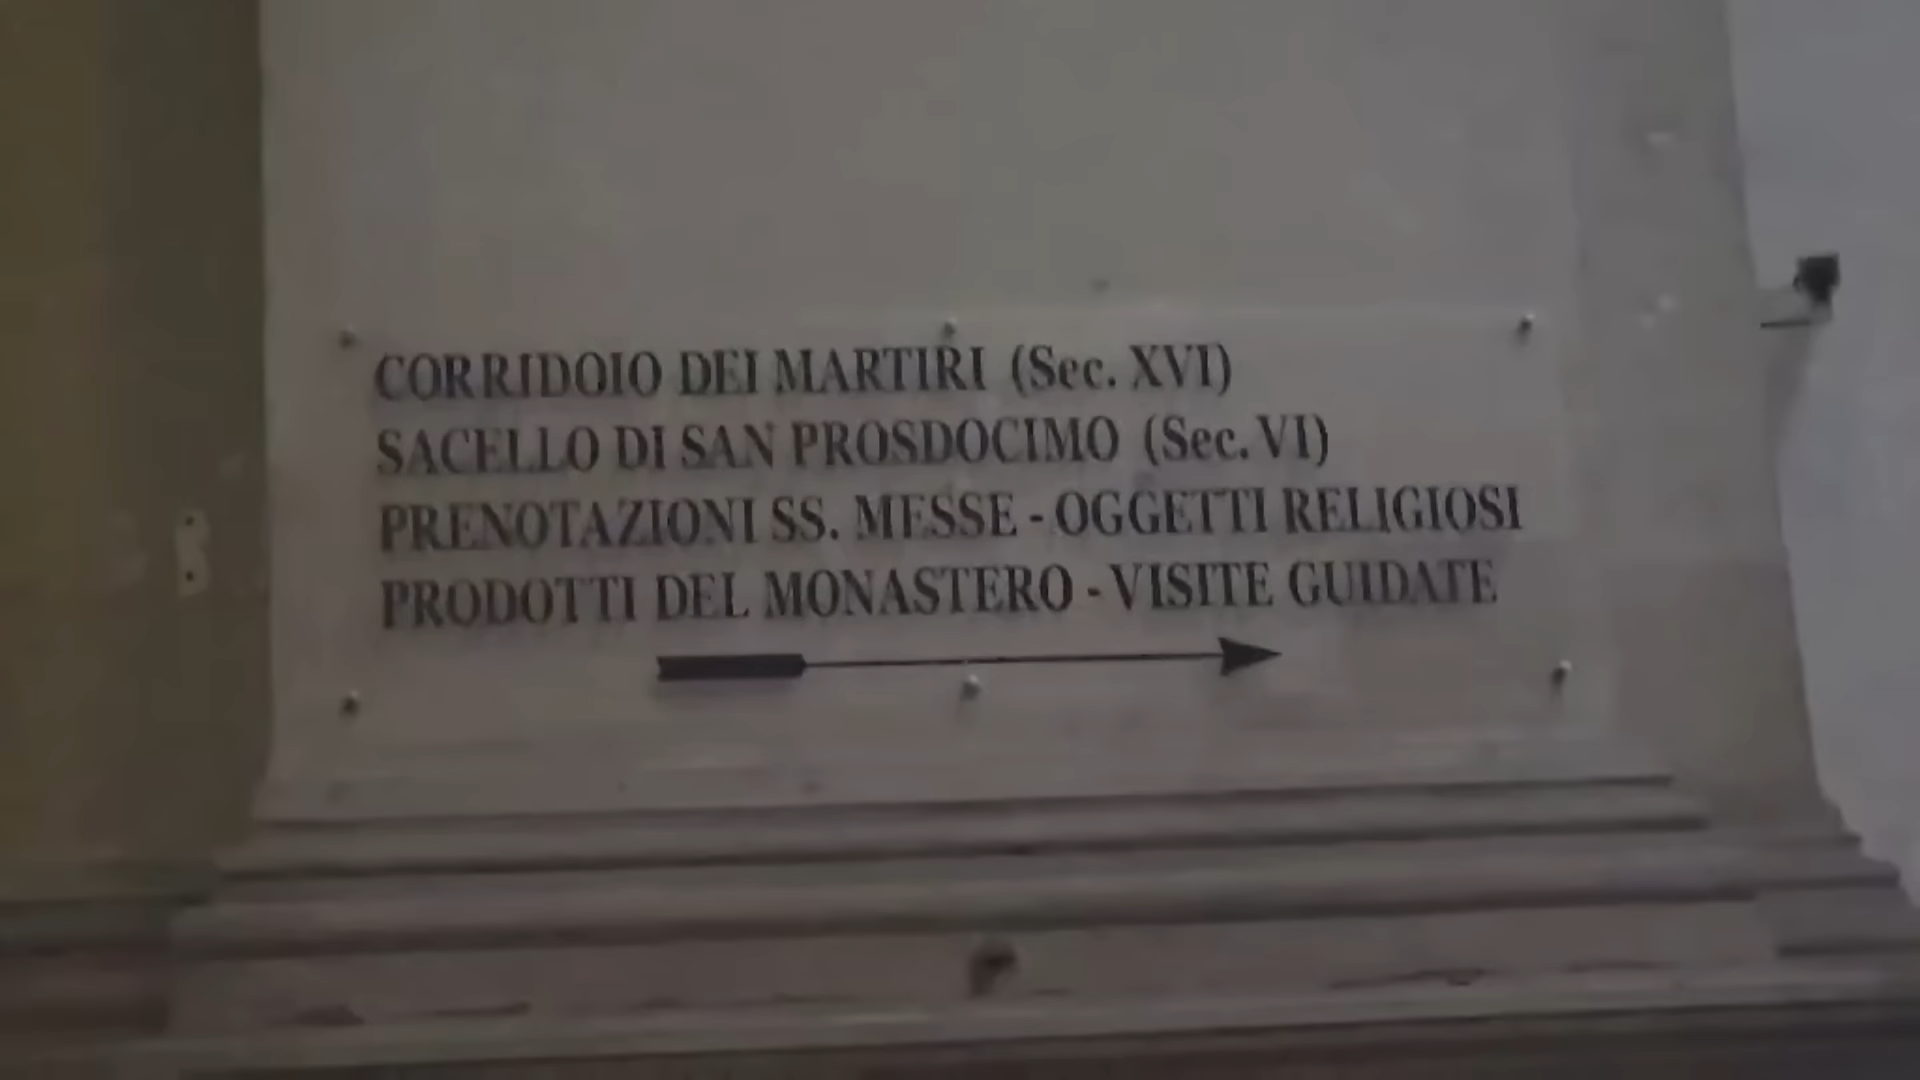 CORRIDOIO DEI MARTIRI (Sec. XVI)
SACELLO DI SAN PROSDOCIMO (Sec. VI)
PRENOTAZIONI SS. MESSE - OGGETTI RELIGIOSI
PRODOTTI DEL MONASTERO - VISITE GUIDATE